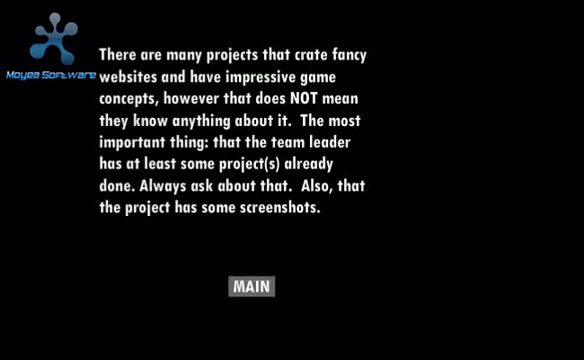 Moyea Software
There are many projects that crate fancy
websites and have impressive game
concepts, however that does NOT mean
they know anything about it. The most
important thing: that the team leader
has at least some project(s) already
done. Always ask about that. Also, that
the project has some screenshots.
MAIN